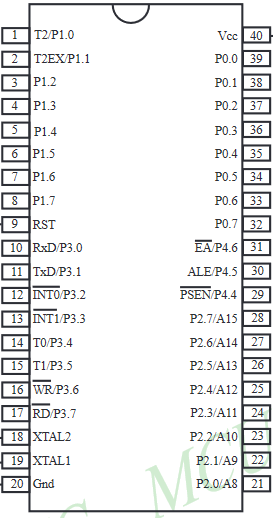 1 T2/P1.0 Vcc 40
2 T2EX/P1.1 P0.0 39
3 P1.2 P0.1 38
4 P1.3 P0.2 37
5 P1.4 P0.3 36
6 P1.5 P0.4 35
7 P1.6 P0.5 34
8 P1.7 P0.6 33
9 RST P0.7 32
10 RxD/P3.0 EA/P4.6 31
11 TxD/P3.1 ALE/P4.5 30
12 INT0/P3.2 PSEN/P4.4 29
13 INT1/P3.3 P2.7/A15 28
14 T0/P3.4 P2.6/A14 27
15 T1/P3.5 P2.5/A13 26
16 WR/P3.6 P2.4/A12 25
17 RD/P3.7 P2.3/A11 24
18 XTAL2 P2.2/A10 23
19 XTAL1 P2.1/A9 22
20 Gnd P2.0/A8 21
MCU